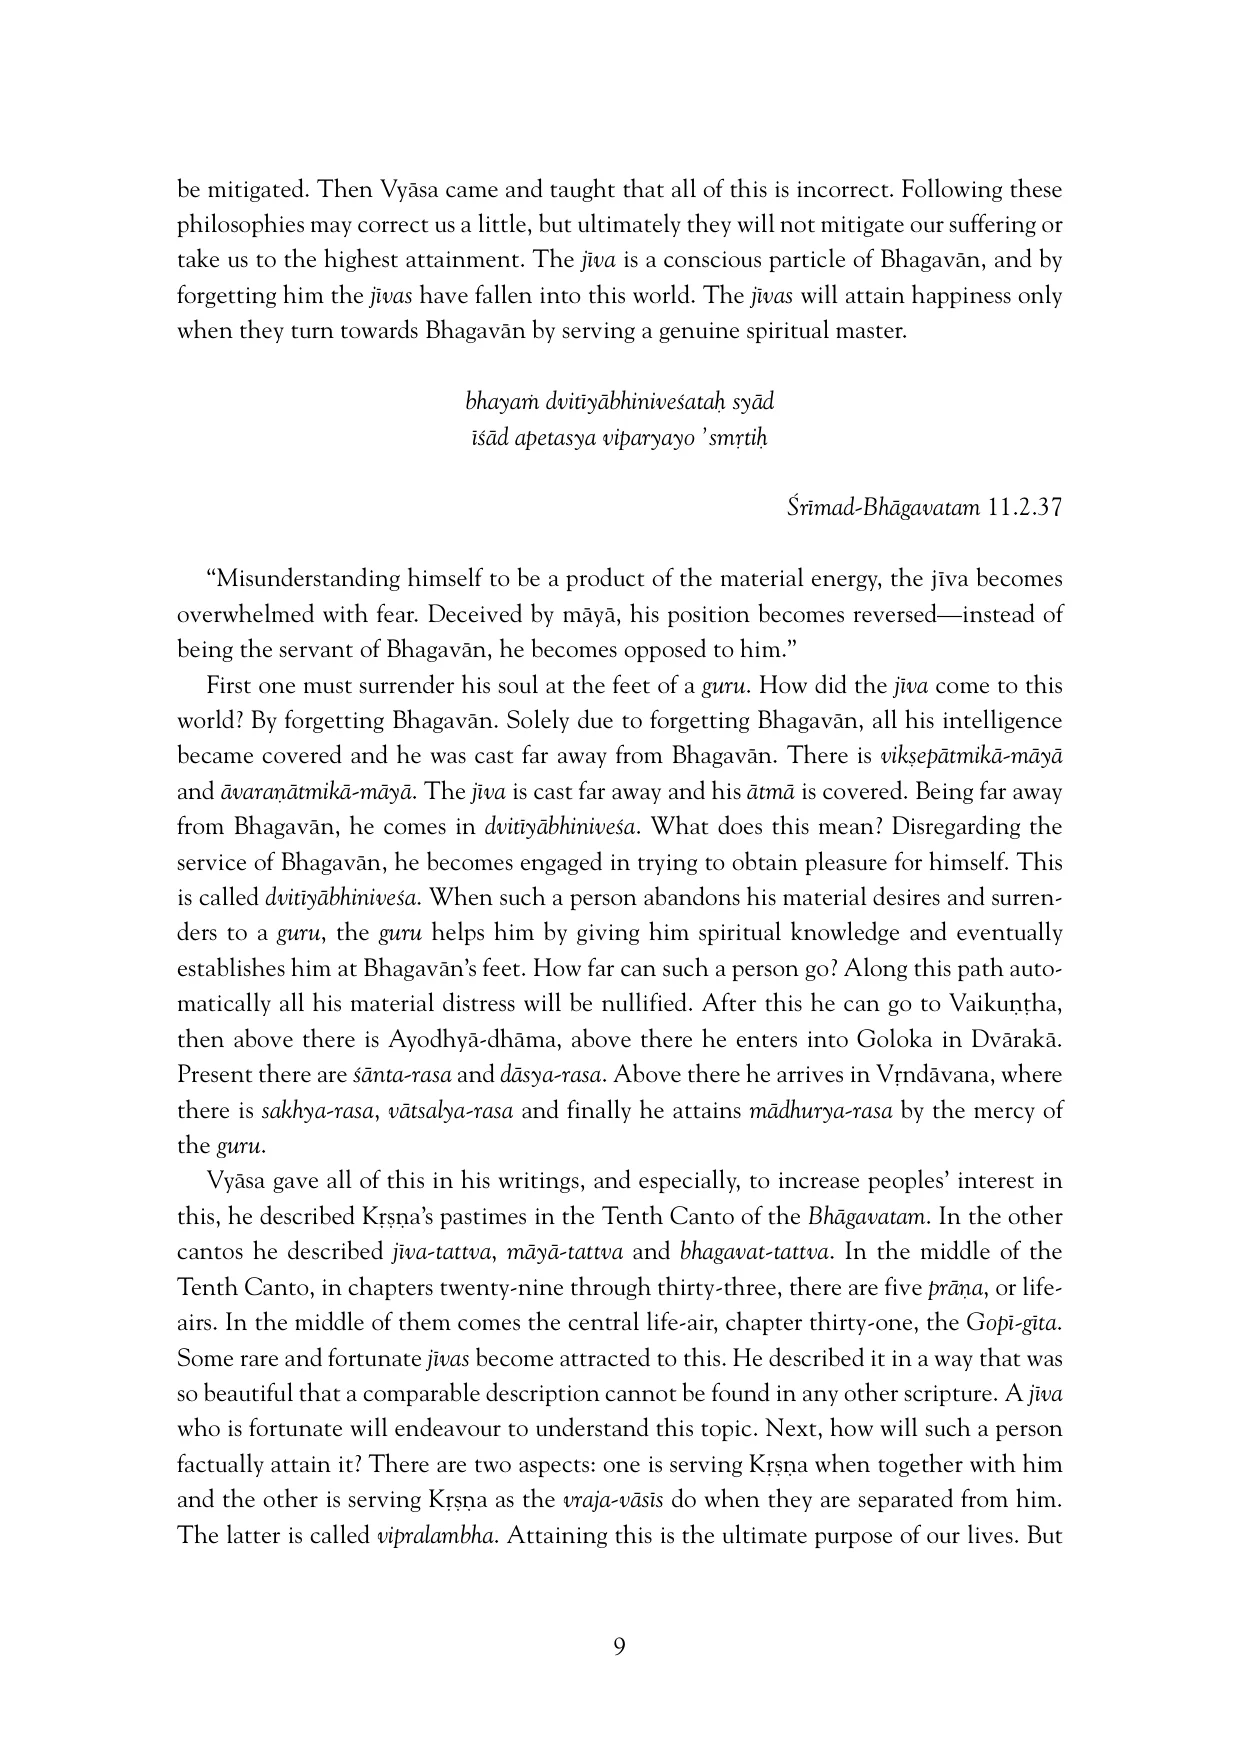 be mitigated. Then Vyāsa came and taught that all of this is incorrect. Following these
philosophies may correct us a little, but ultimately they will not mitigate our suffering or
take us to the highest attainment. The jīva is a conscious particle of Bhagavān, and by
forgetting him the jīvas have fallen into this world. The jīvas will attain happiness only
when they turn towards Bhagavān by serving a genuine spiritual master.
bhayaṁ dvitīyābhiniveśataḥ syād
īśād apetasya viparyayo ’smṛtiḥ
Śrīmad-Bhāgavatam 11.2.37
“Misunderstanding himself to be a product of the material energy, the jīva becomes
overwhelmed with fear. Deceived by māyā, his position becomes reversed—instead of
being the servant of Bhagavān, he becomes opposed to him.”
First one must surrender his soul at the feet of a guru. How did the jīva come to this
world? By forgetting Bhagavān. Solely due to forgetting Bhagavān, all his intelligence
became covered and he was cast far away from Bhagavān. There is vikṣepātmikā-māyā
and āvaraṇātmikā-māyā. The jīva is cast far away and his ātmā is covered. Being far away
from Bhagavān, he comes in dvitīyābhiniveśa. What does this mean? Disregarding the
service of Bhagavān, he becomes engaged in trying to obtain pleasure for himself. This
is called dvitīyābhiniveśa. When such a person abandons his material desires and surren-
ders to a guru, the guru helps him by giving him spiritual knowledge and eventually
establishes him at Bhagavān’s feet. How far can such a person go? Along this path auto-
matically all his material distress will be nullified. After this he can go to Vaikuṇṭha,
then above there is Ayodhyā-dhāma, above there he enters into Goloka in Dvārakā.
Present there are śānta-rasa and dāsya-rasa. Above there he arrives in Vṛndāvana, where
there is sakhya-rasa, vātsalya-rasa and finally he attains mādhurya-rasa by the mercy of
the guru.
Vyāsa gave all of this in his writings, and especially, to increase peoples’ interest in
this, he described Kṛṣṇa’s pastimes in the Tenth Canto of the Bhāgavatam. In the other
cantos he described jīva-tattva, māyā-tattva and bhagavat-tattva. In the middle of the
Tenth Canto, in chapters twenty-nine through thirty-three, there are five prāṇa, or life-
airs. In the middle of them comes the central life-air, chapter thirty-one, the Gopī-gīta.
Some rare and fortunate jīvas become attracted to this. He described it in a way that was
so beautiful that a comparable description cannot be found in any other scripture. A jīva
who is fortunate will endeavour to understand this topic. Next, how will such a person
factually attain it? There are two aspects: one is serving Kṛṣṇa when together with him
and the other is serving Kṛṣṇa as the vraja-vāsīs do when they are separated from him.
The latter is called vipralambha. Attaining this is the ultimate purpose of our lives. But
9